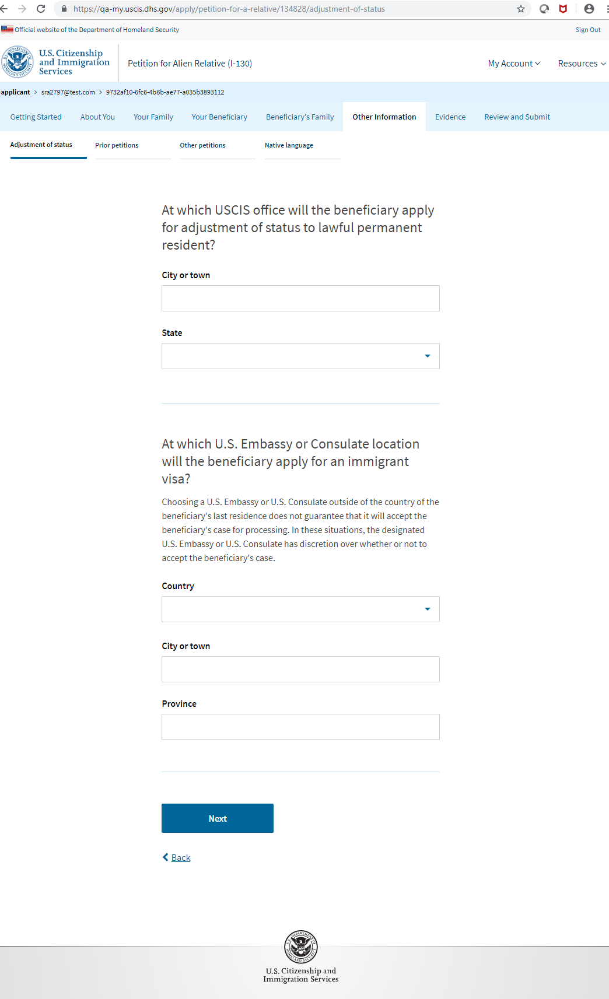 https://qa-my.uscis.dhs.gov/apply/petition-for-a-relative/134828/adjustment-of-status
Official website of the Department of Homeland Security
Sign Out
U.S. Citizenship
and Immigration
Services
Petition for Alien Relative (I-130)
My Account
Resources
applicant > sra2797@test.com > 9732af10-6fc6-4b6b-ae77-a035b3893112
Getting Started
About You
Your Family
Your Beneficiary
Beneficiary's Family
Other Information
Evidence
Review and Submit
Adjustment of status
Prior petitions
Other petitions
Native language
At which USCIS office will the beneficiary apply
for adjustment of status to lawful permanent
resident?
City or town
State
At which U.S. Embassy or Consulate location
will the beneficiary apply for an immigrant
visa?
Choosing a U.S. Embassy or U.S. Consulate outside of the country of the
beneficiary's last residence does not guarantee that it will accept the
beneficiary's case for processing. In these situations, the designated
U.S. Embassy or U.S. Consulate has discretion over whether or not to
accept the beneficiary's case.
Country
City or town
Province
Next
Back
U.S. Citizenship and
Immigration Services